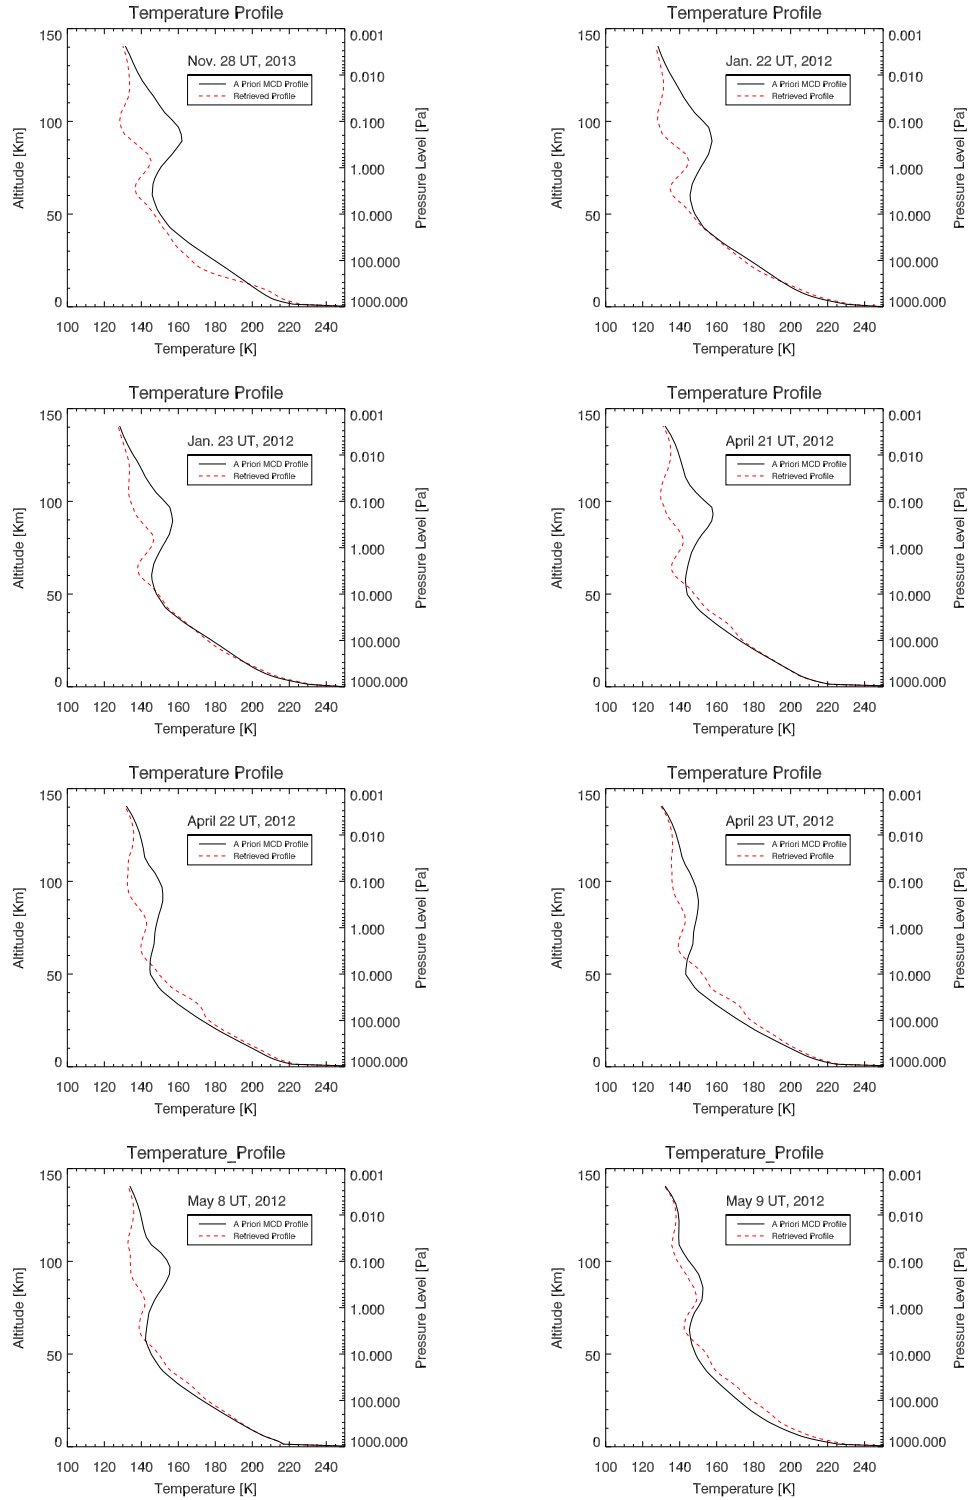 Temperature Profile
150
100
50
0
Altitude [Km]
Nov. 28 UT, 2013
A Priori MCD Profile
Retrieved Profile
0.001
0.010
0.100
1.000
10.000
100.000
1000.000
Pressure Level [Pa]
100 120 140 160 180 200 220 240
Temperature [K]
Temperature Profile
150
100
50
0
Altitude [Km]
Jan. 22 UT, 2012
A Priori MCD Profile
Retrieved Profile
0.001
0.010
0.100
1.000
10.000
100.000
1000.000
Pressure Level [Pa]
100 120 140 160 180 200 220 240
Temperature [K]
Temperature Profile
150
100
50
0
Altitude [Km]
Jan. 23 UT, 2012
A Priori MCD Profile
Retrieved Profile
0.001
0.010
0.100
1.000
10.000
100.000
1000.000
Pressure Level [Pa]
100 120 140 160 180 200 220 240
Temperature [K]
Temperature Profile
150
100
50
0
Altitude [Km]
April 21 UT, 2012
A Priori MCD Profile
Retrieved Profile
0.001
0.010
0.100
1.000
10.000
100.000
1000.000
Pressure Level [Pa]
100 120 140 160 180 200 220 240
Temperature [K]
Temperature Profile
150
100
50
0
Altitude [Km]
April 22 UT, 2012
A Priori MCD Profile
Retrieved Profile
0.001
0.010
0.100
1.000
10.000
100.000
1000.000
Pressure Level [Pa]
100 120 140 160 180 200 220 240
Temperature [K]
Temperature Profile
150
100
50
0
Altitude [Km]
April 23 UT, 2012
A Priori MCD Profile
Retrieved Profile
0.001
0.010
0.100
1.000
10.000
100.000
1000.000
Pressure Level [Pa]
100 120 140 160 180 200 220 240
Temperature [K]
Temperature_Profile
150
100
50
0
Altitude [Km]
May 8 UT, 2012
A Priori MCD Profile
Retrieved Profile
0.001
0.010
0.100
1.000
10.000
100.000
1000.000
Pressure Level [Pa]
100 120 140 160 180 200 220 240
Temperature [K]
Temperature_Profile
150
100
50
0
Altitude [Km]
May 9 UT, 2012
A Priori MCD Profile
Retrieved Profile
0.001
0.010
0.100
1.000
10.000
100.000
1000.000
Pressure Level [Pa]
100 120 140 160 180 200 220 240
Temperature [K]